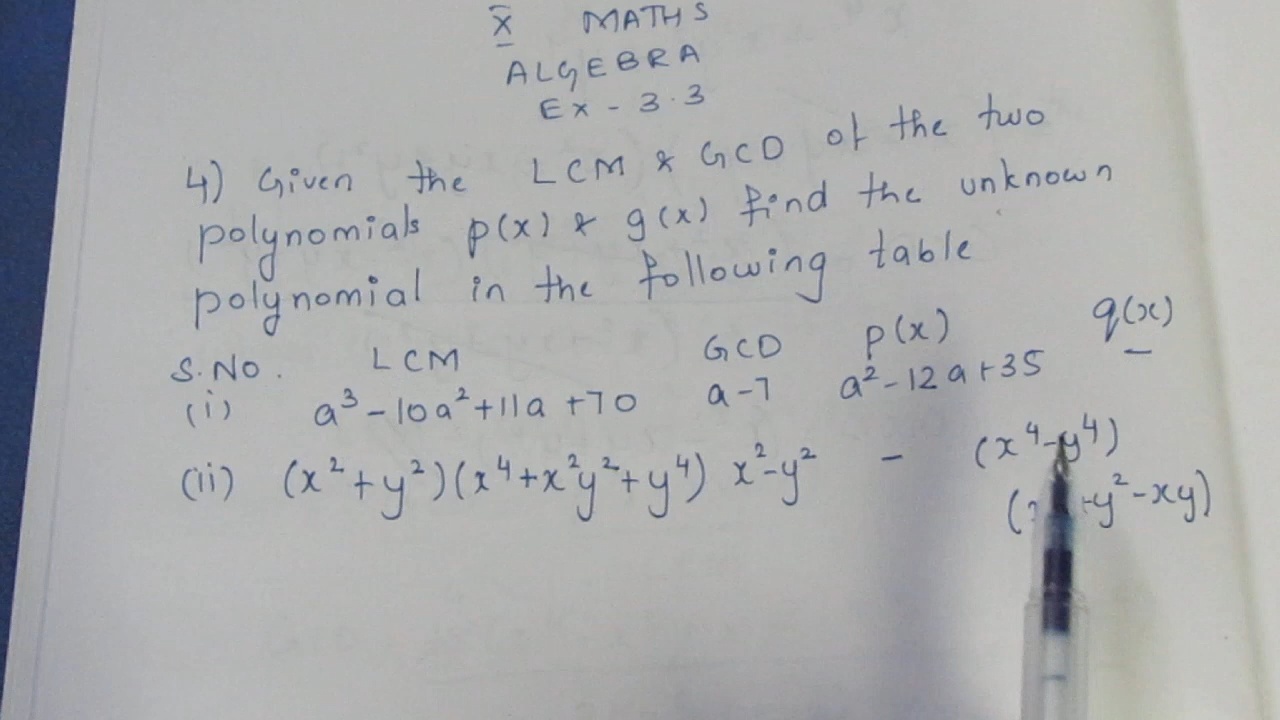 X MATHS
ALGEBRA
Ex - 3.3
4) Given the LCM & GCD of the two
polynomials p(x) & g(x) find the unknown
polynomial in the following table
S.NO. LCM GCD p(x) q(x)
(i) a³-10a²+11a+70 a-7 a²-12a+35 -
(ii) (x²+y²)(x⁴+x²y²+y⁴) x²-y² - (x⁴-y⁴)
+y²-xy)